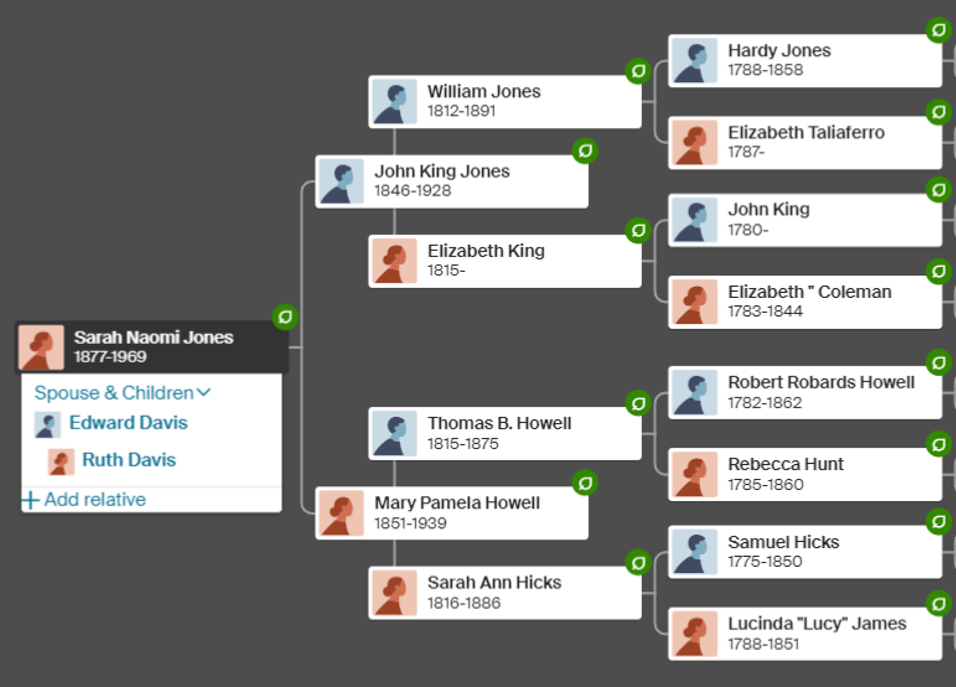 Hardy Jones
1788-1858
William Jones
1812-1891
Elizabeth Taliaferro
1787-
John King Jones
1846-1928
John King
1780-
Elizabeth King
1815-
Elizabeth " Coleman
1783-1844
Sarah Naomi Jones
1877-1969
Spouse & Children
Edward Davis
Ruth Davis
+ Add relative
Robert Robards Howell
1782-1862
Thomas B. Howell
1815-1875
Rebecca Hunt
1785-1860
Mary Pamela Howell
1851-1939
Samuel Hicks
1775-1850
Sarah Ann Hicks
1816-1886
Lucinda "Lucy" James
1788-1851